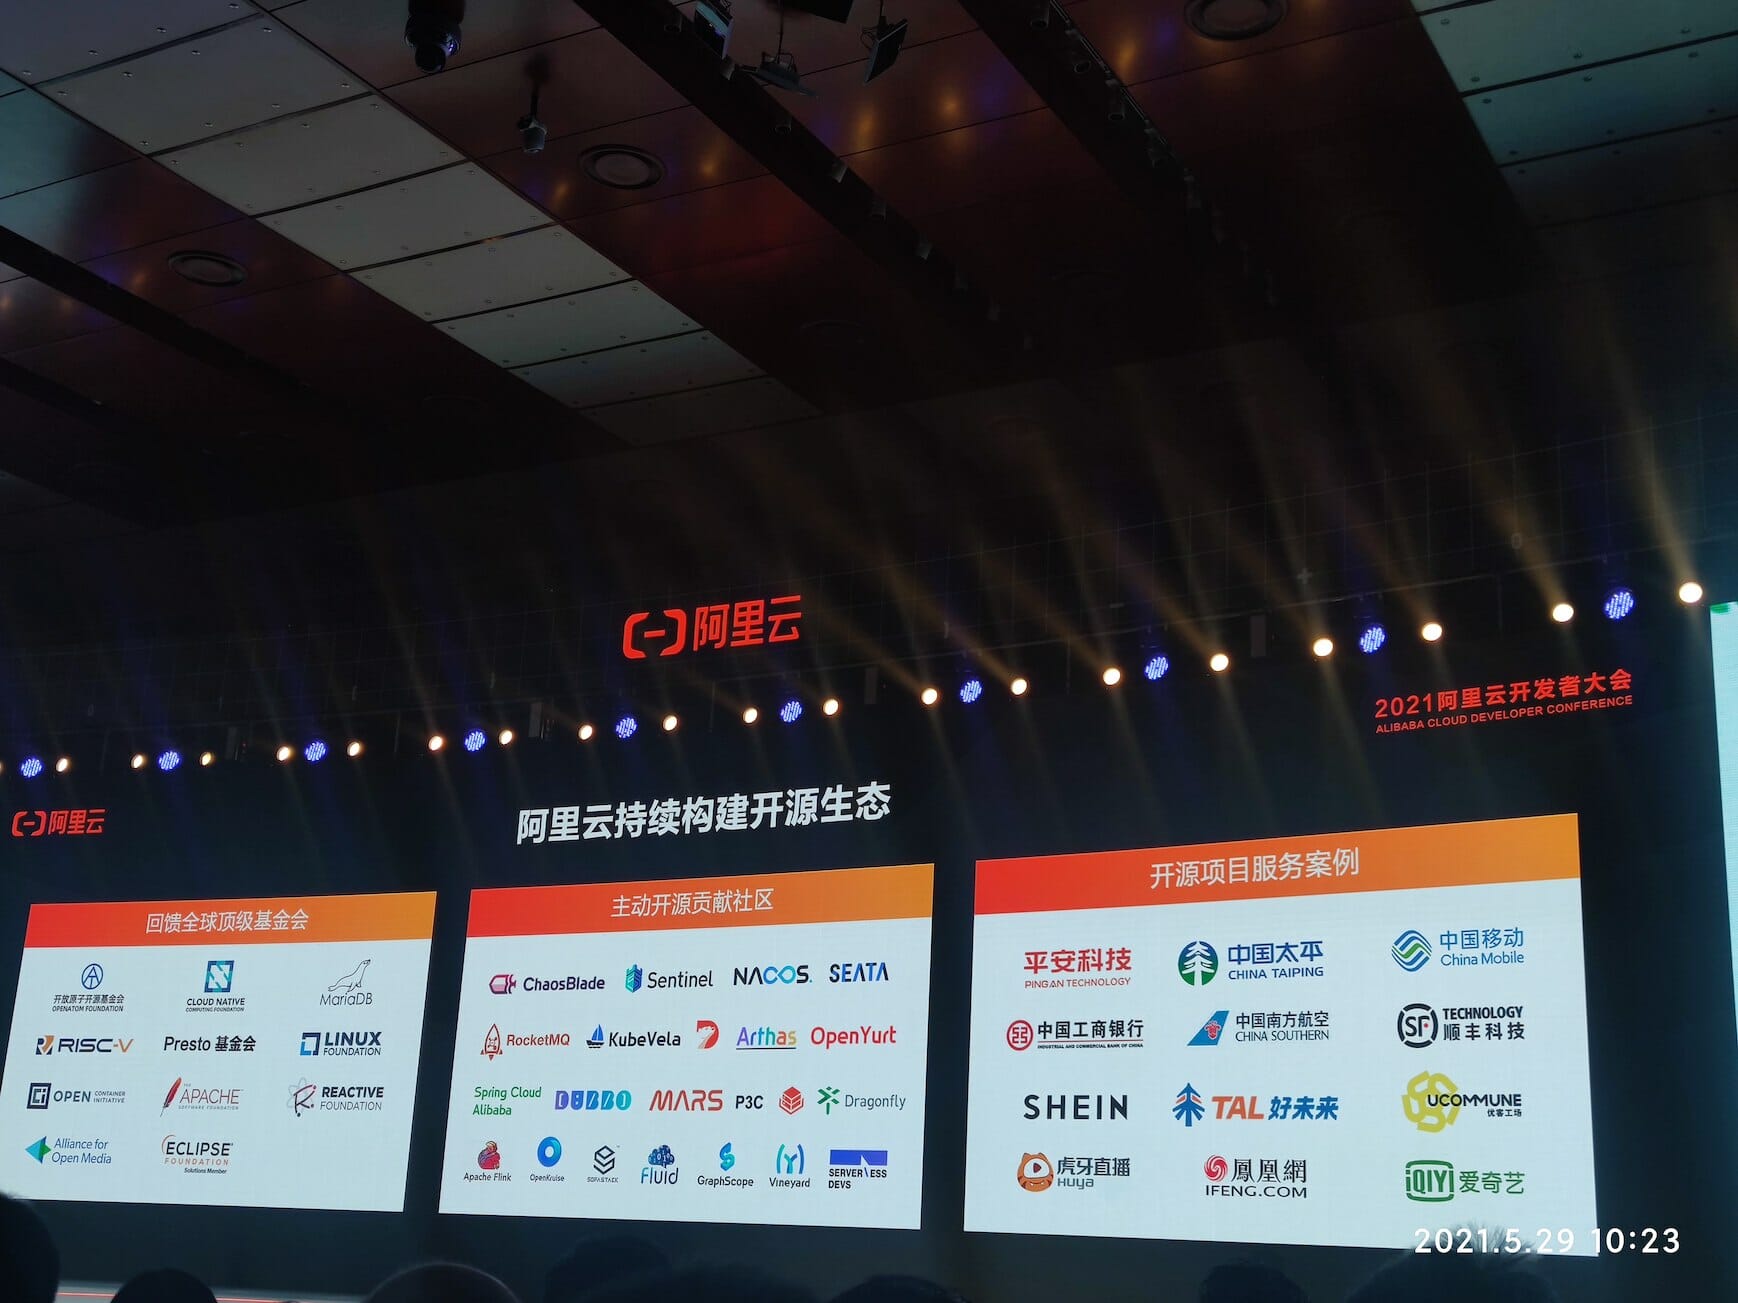 阿里云
2021阿里云开发者大会
ALIBABA CLOUD DEVELOPER CONFERENCE
阿里云
阿里云持续构建开源生态
回馈全球顶级基金会
开放原子开源基金会
OPENATOM FOUNDATION
CLOUD NATIVE
COMPUTING FOUNDATION
MariaDB
RISC-V
Presto 基金会
LINUX
FOUNDATION
OPEN CONTAINER
INITIATIVE
THE
APACHE
SOFTWARE FOUNDATION
REACTIVE
FOUNDATION
Alliance for
Open Media
ECLIPSE
FOUNDATION
Solutions Member
主动开源贡献社区
ChaosBlade
Sentinel
NACOS.
SEATA
RocketMQ
KubeVela
Arthas
OpenYurt
Spring Cloud
Alibaba
DUBBO
MARS
P3C
Dragonfly
Apache Flink
OpenKruise
SOFASTACK
Fluid
GraphScope
Vineyard
SERVERLESS
DEVS
开源项目服务案例
平安科技
PING AN TECHNOLOGY
中国太平
CHINA TAIPING
中国移动
China Mobile
中国工商银行
INDUSTRIAL AND COMMERCIAL BANK OF CHINA
中国南方航空
CHINA SOUTHERN
SF
TECHNOLOGY
顺丰科技
SHEIN
TAL 好未来
UCOMMUNE
优客工场
虎牙直播
HUYA
鳳凰網
IFENG.COM
iQIYI 爱奇艺
2021.5.29 10:23